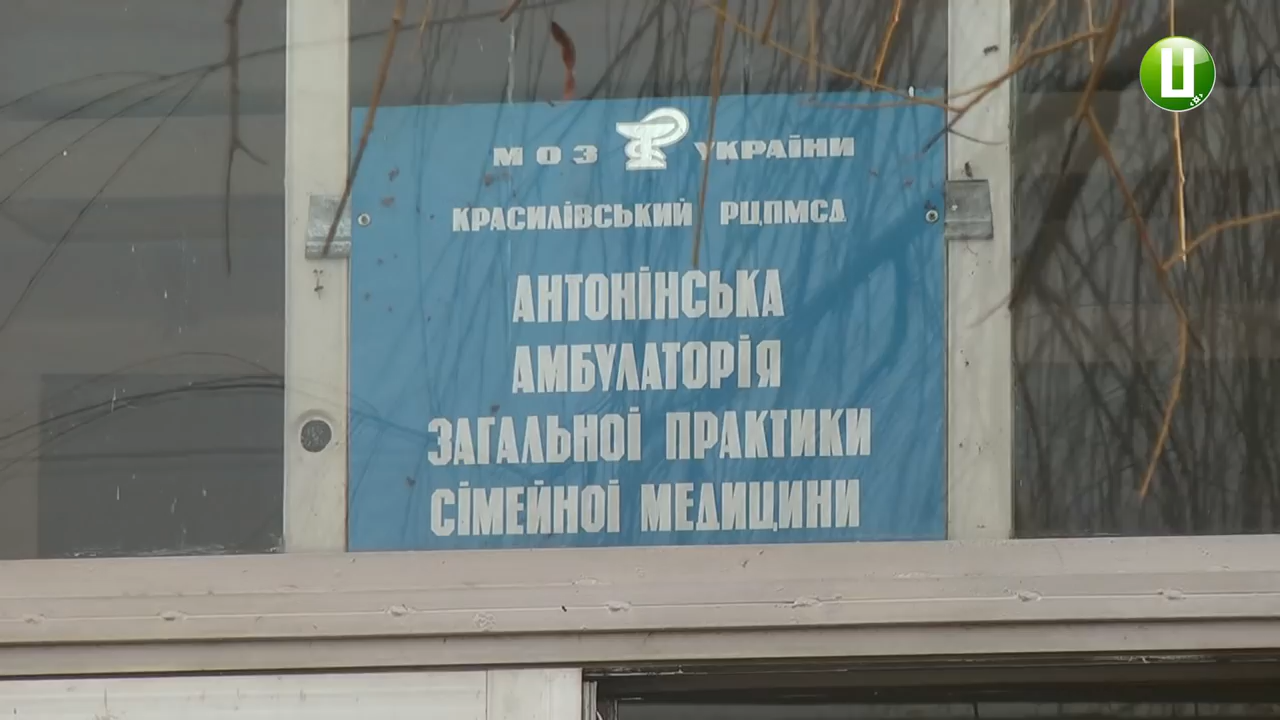 Ц
МОЗ УКРАЇНИ
КРАСИЛІВСЬКИЙ РЦПМСД
АНТОНІНСЬКА
АМБУЛАТОРІЯ
ЗАГАЛЬНОЇ ПРАКТИКИ
СІМЕЙНОЇ МЕДИЦИНИ